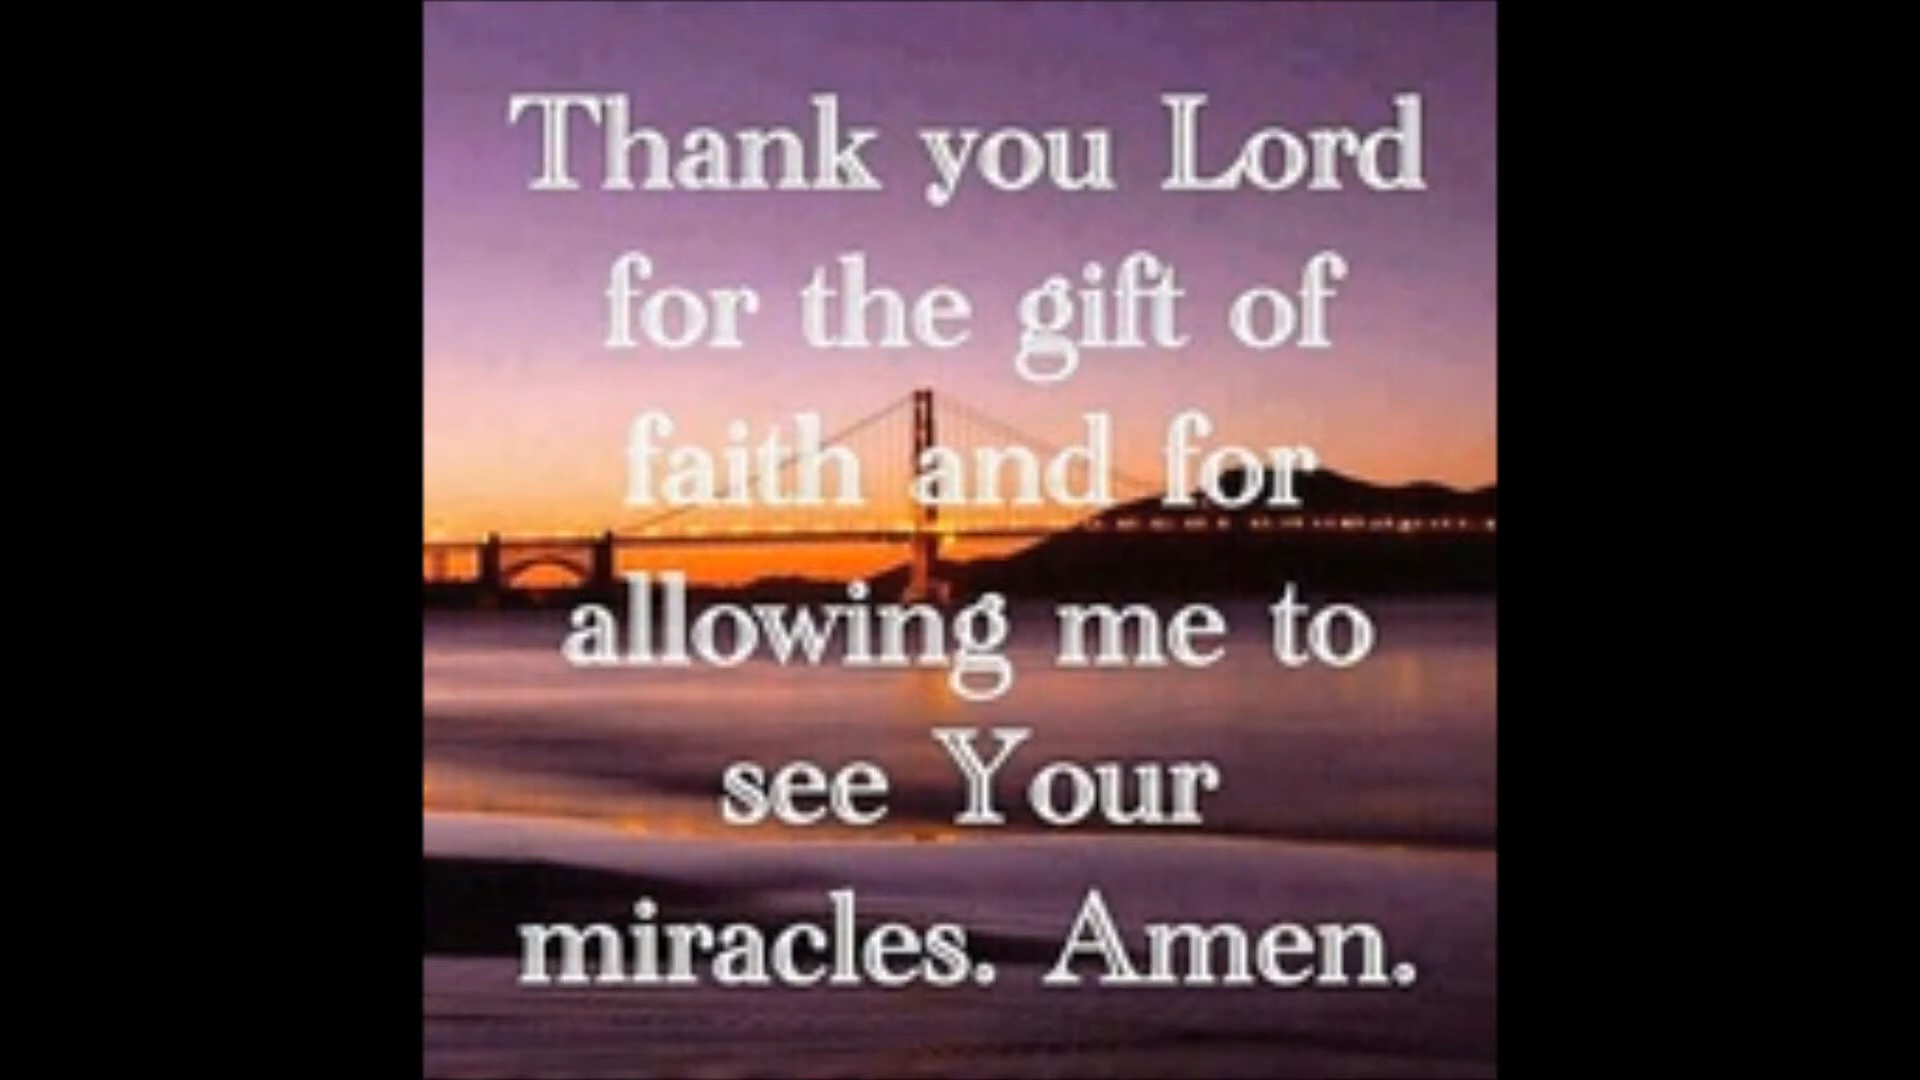 Thank you Lord
for the gift of
faith and for
allowing me to
see Your
miracles. Amen.